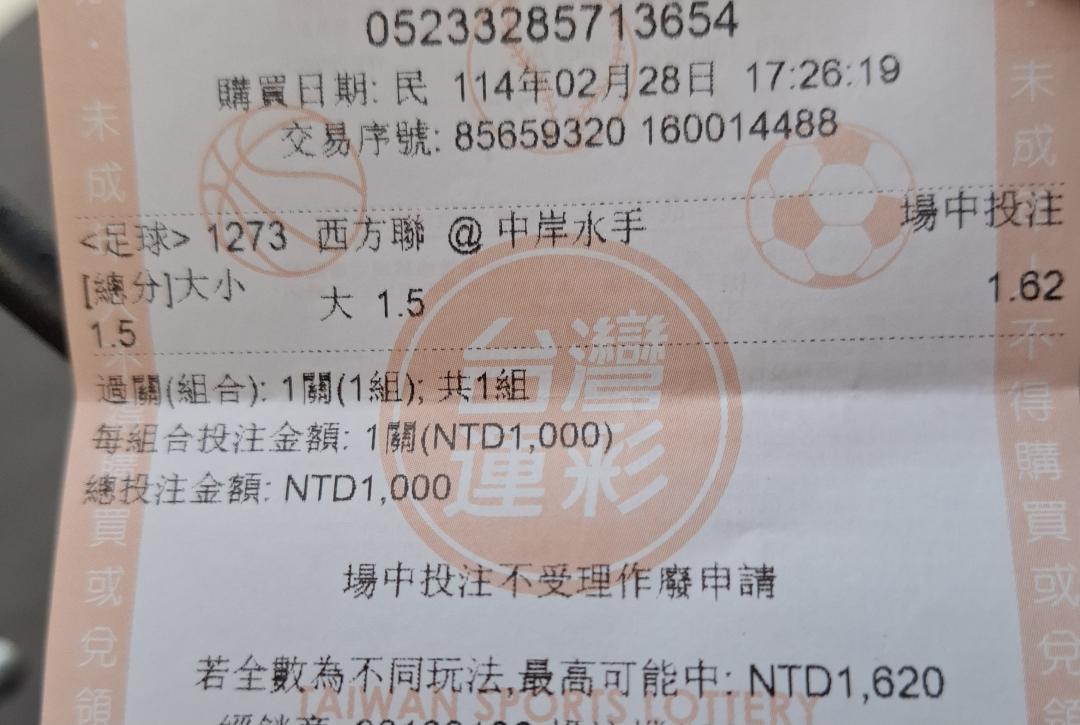 05233285713654
購買日期: 民 114年02月28日 17:26:19
交易序號: 85659320 160014488
<足球> 1273 西方聯 @ 中岸水手 場中投注
[總分]大小 大 1.5 1.62
1.5
過關(組合): 1關(1組); 共1組
每組合投注金額: 1關(NTD1,000)
總投注金額: NTD1,000
台灣
運彩
場中投注不受理作廢申請
若全數為不同玩法,最高可能中: NTD1,620
TAIWAN SPORTS LOTTERY
未成
買或兌領
未成
不得購買或兌領